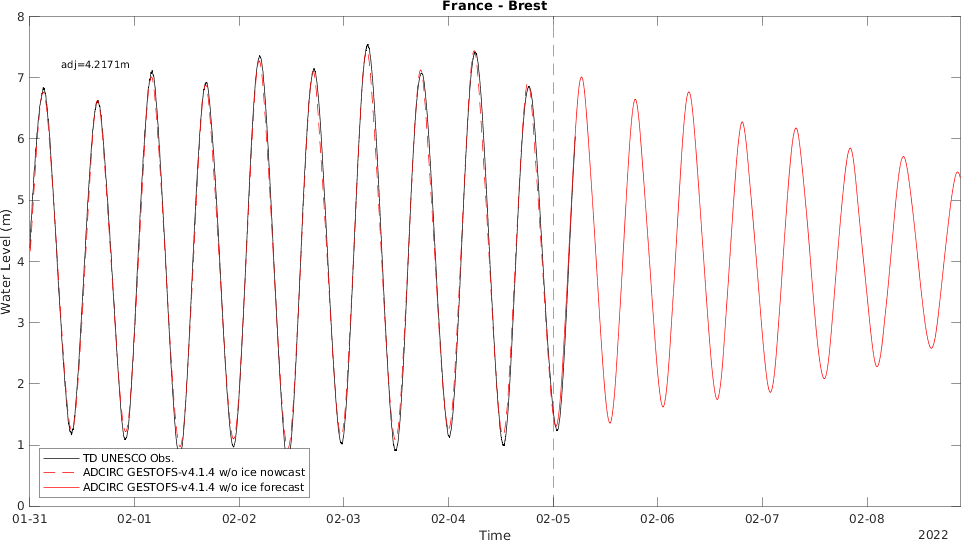 France - Brest
adj=4.2171m
8
7
6
5
4
3
2
1
0
Water Level (m)
TD UNESCO Obs.
ADCIRC GESTOFS-v4.1.4 w/o ice nowcast
ADCIRC GESTOFS-v4.1.4 w/o ice forecast
01-31 02-01 02-02 02-03 02-04 02-05 02-06 02-07 02-08
Time
2022